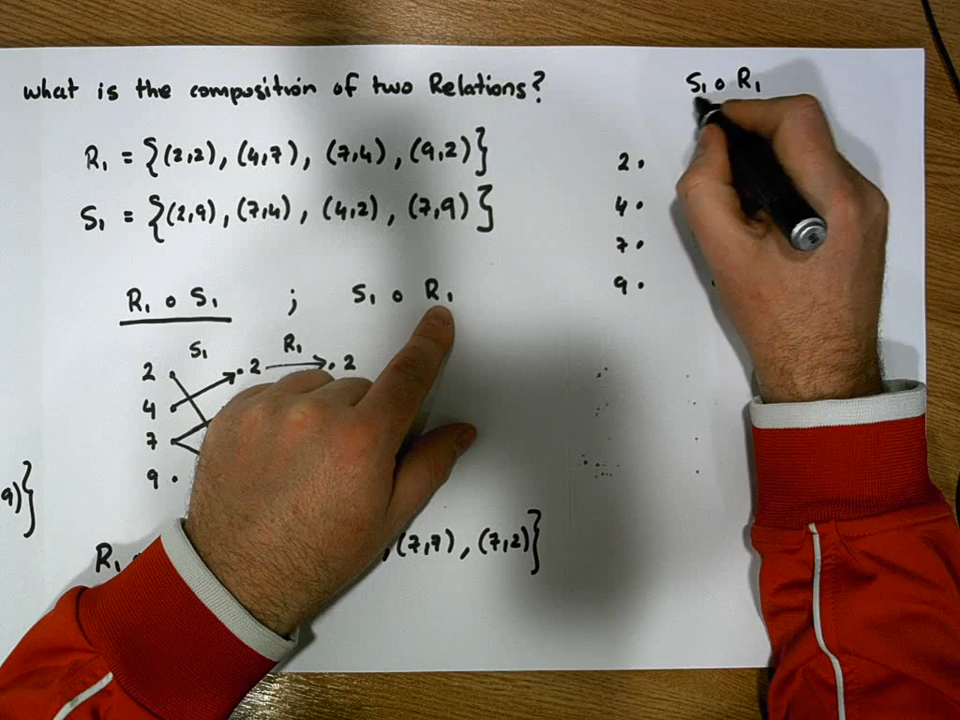 what is the composition of two Relations?
R₁ = {(2,2), (4,7), (7,4), (9,2)}
S₁ = {(2,9), (7,4), (4,2), (7,9)}
R₁ ∘ S₁ ; S₁ ∘ R₁
S₁ R₁
2 2 2
4
7
9
9)}
R₁ , (7,7), (7,2)}
S₁ ∘ R₁
2
4
7
9